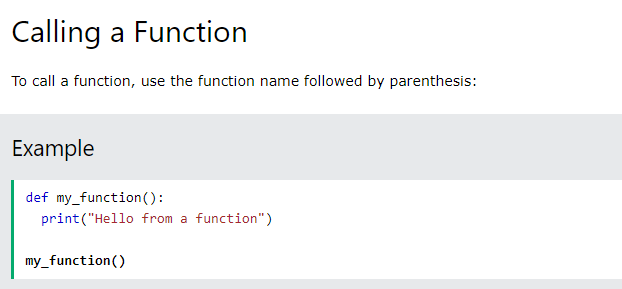 Calling a Function
To call a function, use the function name followed by parenthesis:
Example
def my_function():
  print("Hello from a function")
my_function()